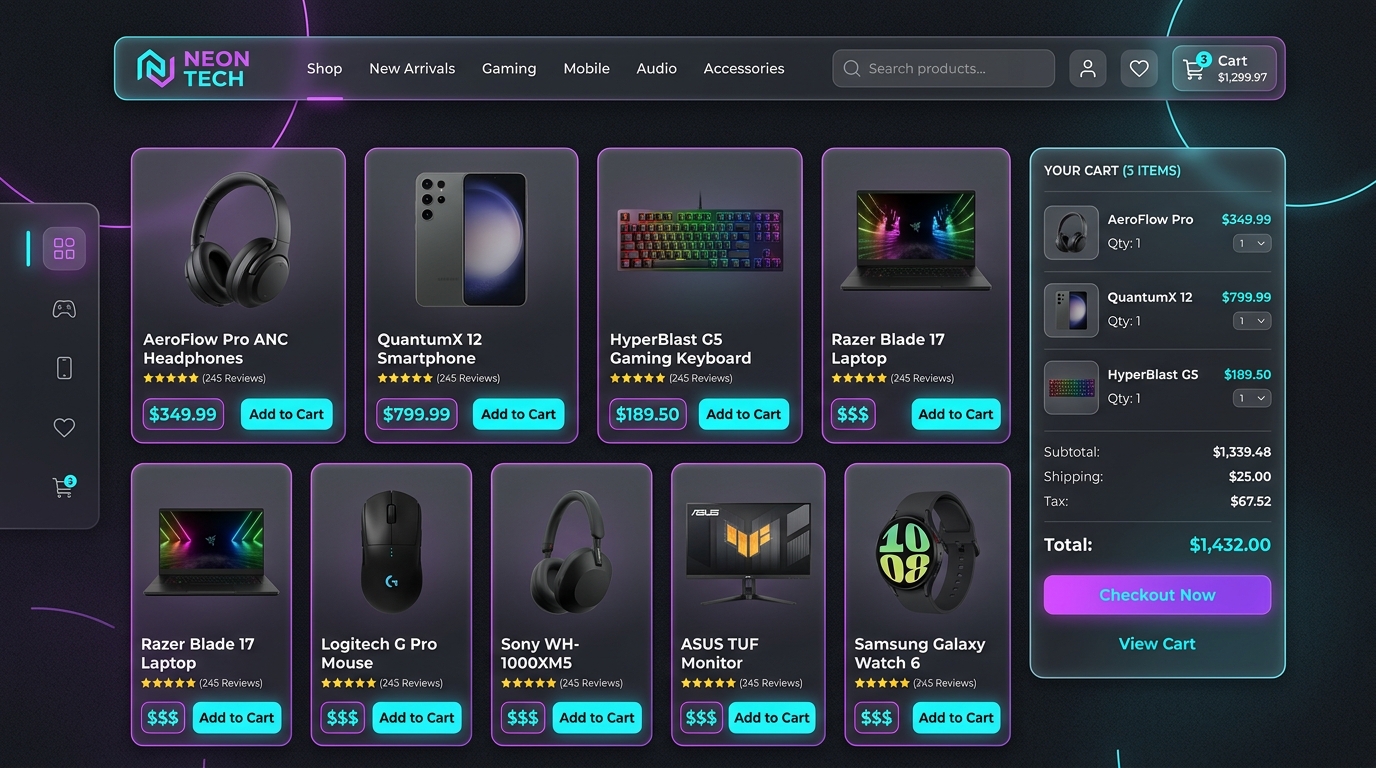 NEON
TECH
Shop
New Arrivals
Gaming
Mobile
Audio
Accessories
Search products...
3
Cart
$1,299.97
AeroFlow Pro ANC
Headphones
(245 Reviews)
$349.99
Add to Cart
QuantumX 12
Smartphone
(245 Reviews)
$799.99
Add to Cart
HyperBlast G5
Gaming Keyboard
(245 Reviews)
$189.50
Add to Cart
Razer Blade 17
Laptop
(245 Reviews)
$$$
Add to Cart
YOUR CART (3 ITEMS)
AeroFlow Pro
$349.99
Qty: 1
1
QuantumX 12
$799.99
Qty: 1
1
HyperBlast G5
$189.50
Qty: 1
1
Subtotal:
$1,339.48
Shipping:
$25.00
Tax:
$67.52
Total:
$1,432.00
Checkout Now
View Cart
3
Razer Blade 17
Laptop
(245 Reviews)
$$$
Add to Cart
G
Logitech G Pro
Mouse
(245 Reviews)
$$$
Add to Cart
Sony WH-
1000XM5
(245 Reviews)
$$$
Add to Cart
ASUS
ASUS TUF
Monitor
(245 Reviews)
$$$
Add to Cart
10
08
Samsung Galaxy
Watch 6
(245 Reviews)
$$$
Add to Cart